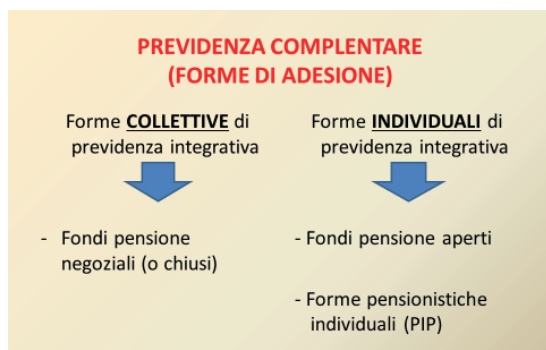 PREVIDENZA COMPLENTARE
(FORME DI ADESIONE)
Forme COLLETTIVE di
previdenza integrativa
- Fondi pensione
negoziali (o chiusi)
Forme INDIVIDUALI di
previdenza integrativa
- Fondi pensione aperti
- Forme pensionistiche
individuali (PIP)